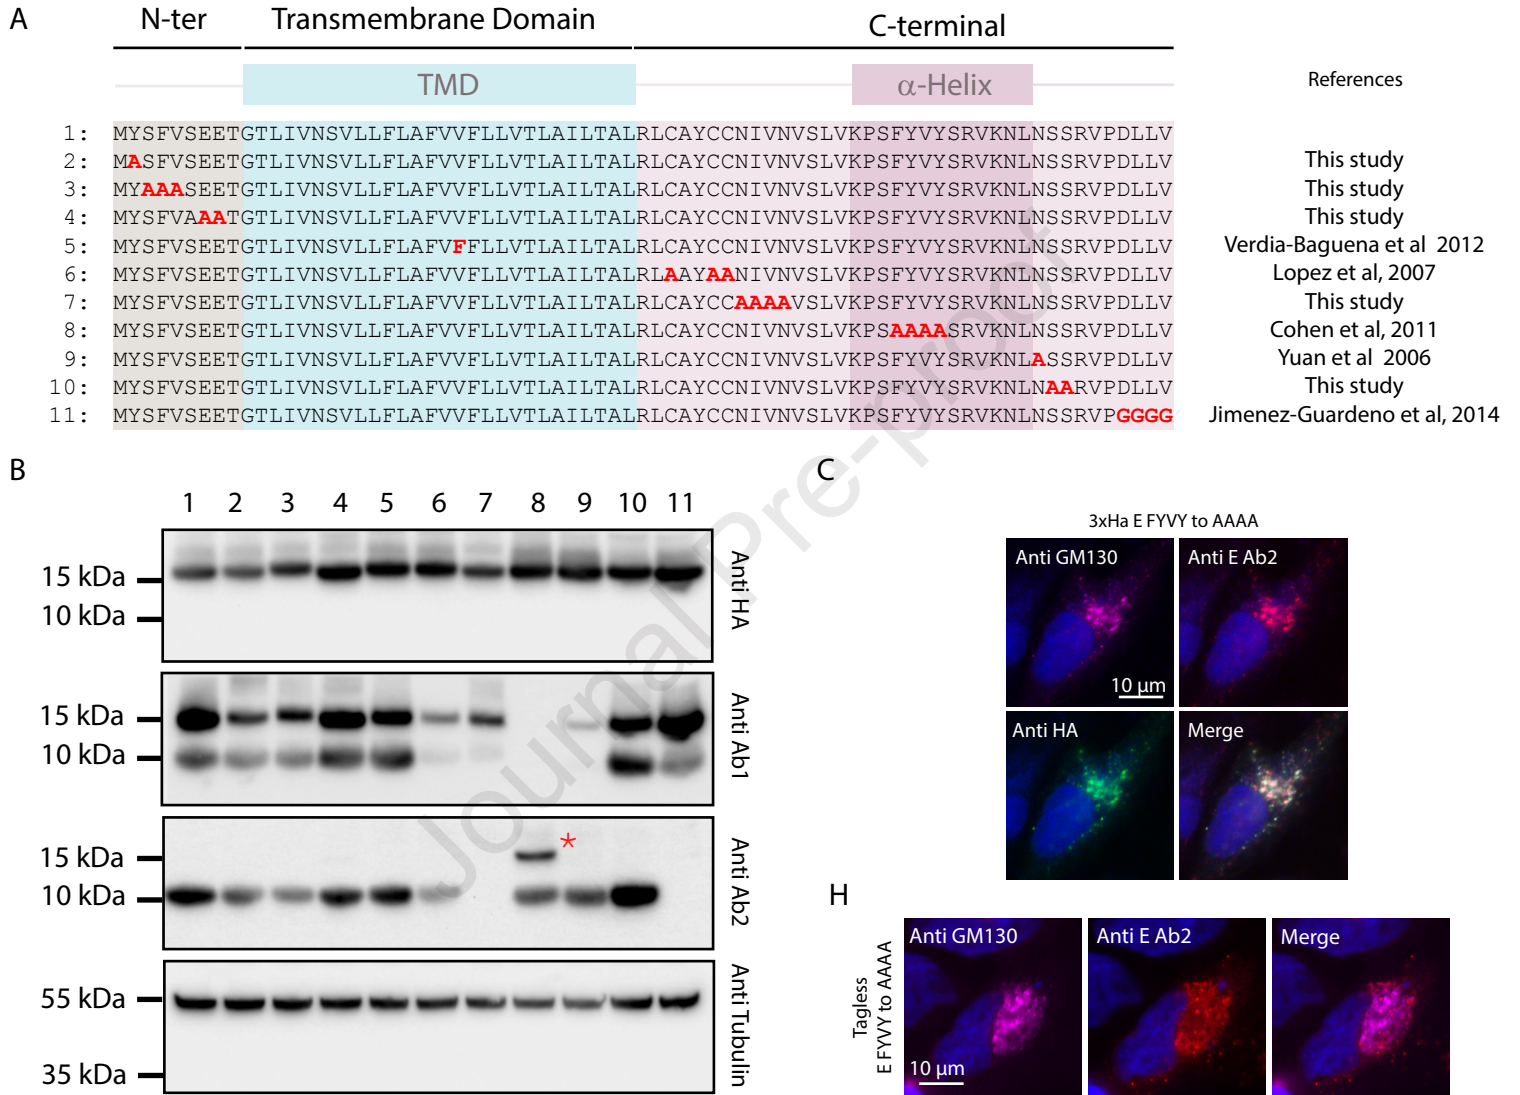 A
N-ter Transmembrane Domain C-terminal
TMD α-Helix References
1: MYSFVSEETGTLIVNSVLLFLAFVVFLLVTLAILTALRLCAYCCNIVNVSLVKPSFYVYSRVKNLNSSRVPDLLV
2: MASFVSEETGTLIVNSVLLFLAFVVFLLVTLAILTALRLCAYCCNIVNVSLVKPSFYVYSRVKNLNSSRVPDLLV This study
3: MYAAASEETGTLIVNSVLLFLAFVVFLLVTLAILTALRLCAYCCNIVNVSLVKPSFYVYSRVKNLNSSRVPDLLV This study
4: MYSFVAAATGTLIVNSVLLFLAFVVFLLVTLAILTALRLCAYCCNIVNVSLVKPSFYVYSRVKNLNSSRVPDLLV This study
5: MYSFVSEETGTLIVNSVLLFLAFVFFLLVTLAILTALRLCAYCCNIVNVSLVKPSFYVYSRVKNLNSSRVPDLLV Verdia-Baguena et al 2012
6: MYSFVSEETGTLIVNSVLLFLAFVVFLLVTLAILTALRLAAYAANIVNVSLVKPSFYVYSRVKNLNSSRVPDLLV Lopez et al, 2007
7: MYSFVSEETGTLIVNSVLLFLAFVVFLLVTLAILTALRLCAYCCAAAAVSLVKPSFYVYSRVKNLNSSRVPDLLV This study
8: MYSFVSEETGTLIVNSVLLFLAFVVFLLVTLAILTALRLCAYCCNIVNVSLVKPSAAAASRVKNLNSSRVPDLLV Cohen et al, 2011
9: MYSFVSEETGTLIVNSVLLFLAFVVFLLVTLAILTALRLCAYCCNIVNVSLVKPSFYVYSRVKNLASSRVPDLLV Yuan et al 2006
10: MYSFVSEETGTLIVNSVLLFLAFVVFLLVTLAILTALRLCAYCCNIVNVSLVKPSFYVYSRVKNLNAARVPDLLV This study
11: MYSFVSEETGTLIVNSVLLFLAFVVFLLVTLAILTALRLCAYCCNIVNVSLVKPSFYVYSRVKNLNSSRVPGGGG Jimenez-Guardeno et al, 2014
B
1 2 3 4 5 6 7 8 9 10 11
15 kDa
10 kDa
Anti HA
15 kDa
10 kDa
Anti Ab1
15 kDa
10 kDa
*
Anti Ab2
55 kDa
35 kDa
Anti Tubulin
C
3xHa E FYVY to AAAA
Anti GM130 Anti E Ab2
10 µm
Anti HA Merge
H
Tagless
E FYVY to AAAA
Anti GM130 Anti E Ab2 Merge
10 µm
Journal Pre-proof